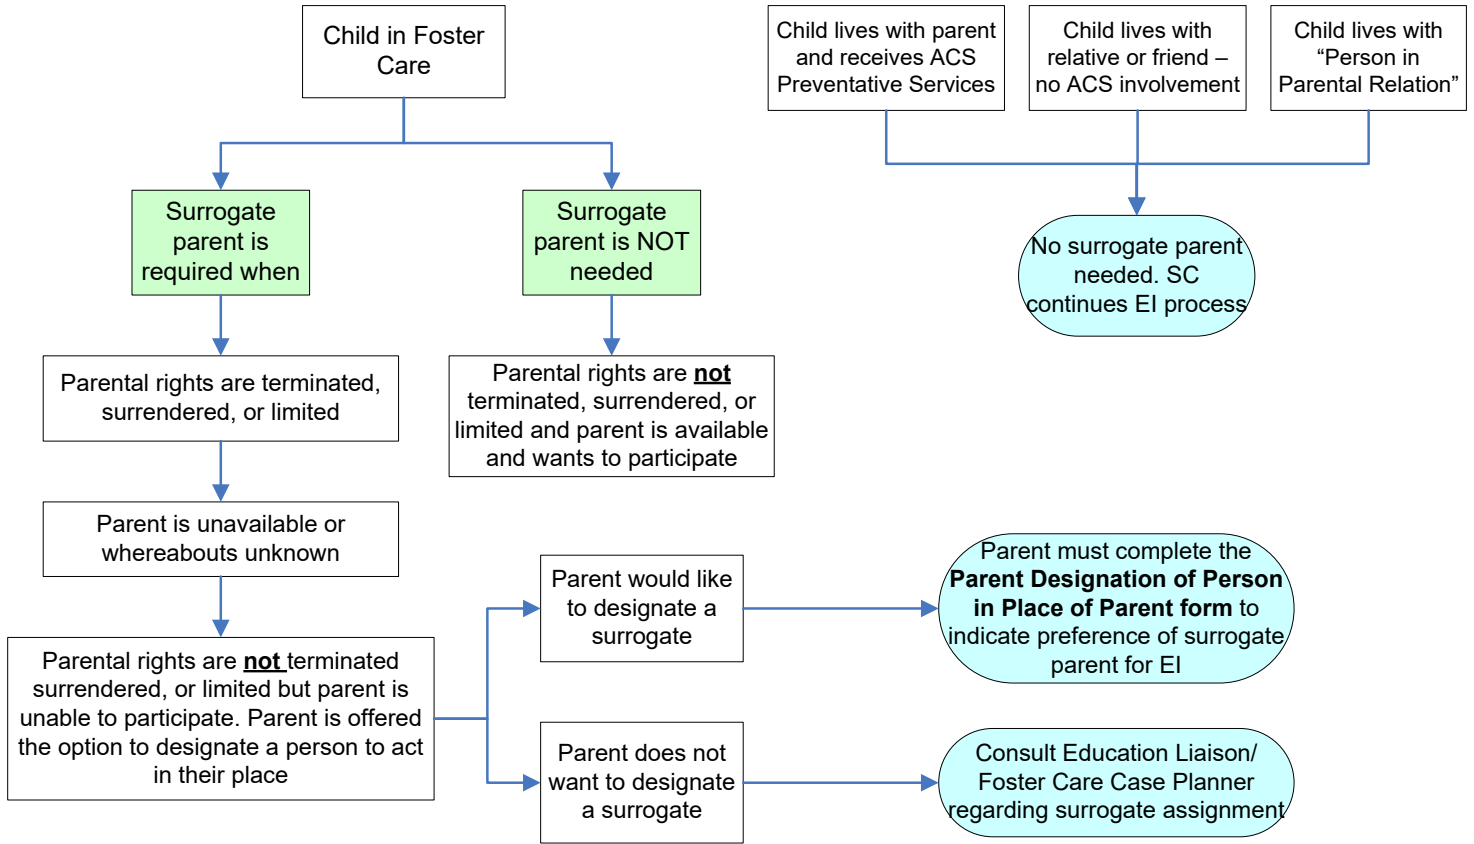 Child in Foster
Care
Child lives with parent
and receives ACS
Preventative Services
Child lives with
relative or friend –
no ACS involvement
Child lives with
“Person in
Parental Relation”
Surrogate
parent is
required when
Surrogate
parent is NOT
needed
No surrogate parent
needed. SC
continues EI process
Parental rights are terminated,
surrendered, or limited
Parental rights are not
terminated, surrendered, or
limited and parent is available
and wants to participate
Parent is unavailable or
whereabouts unknown
Parental rights are not terminated
surrendered, or limited but parent is
unable to participate. Parent is offered
the option to designate a person to act
in their place
Parent would like
to designate a
surrogate
Parent must complete the
Parent Designation of Person
in Place of Parent form to
indicate preference of surrogate
parent for EI
Parent does not
want to designate
a surrogate
Consult Education Liaison/
Foster Care Case Planner
regarding surrogate assignment